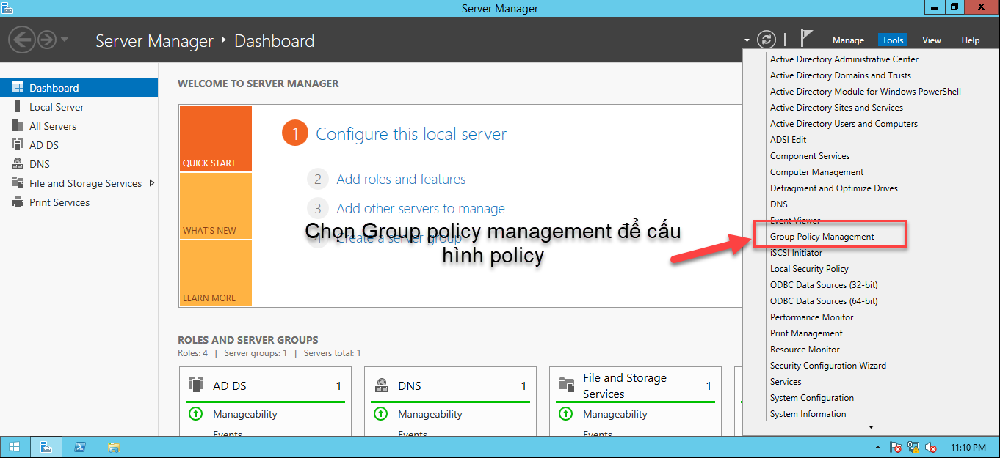 Server Manager
Server Manager
Dashboard
Manage
Tools
View
Help
Dashboard
Local Server
All Servers
AD DS
DNS
File and Storage Services
Print Services
WELCOME TO SERVER MANAGER
QUICK START
WHAT'S NEW
LEARN MORE
1 Configure this local server
2 Add roles and features
3 Add other servers to manage
4 Create a server group
Chọn Group policy management để cấu
hình policy
ROLES AND SERVER GROUPS
Roles: 4 | Server groups: 1 | Servers total: 1
AD DS 1
Manageability
Events
DNS 1
Manageability
Events
File and Storage
Services 1
Manageability
Events
Active Directory Administrative Center
Active Directory Domains and Trusts
Active Directory Module for Windows PowerShell
Active Directory Sites and Services
Active Directory Users and Computers
ADSI Edit
Component Services
Computer Management
Defragment and Optimize Drives
DNS
Event Viewer
Group Policy Management
iSCSI Initiator
Local Security Policy
ODBC Data Sources (32-bit)
ODBC Data Sources (64-bit)
Performance Monitor
Print Management
Resource Monitor
Security Configuration Wizard
Services
System Configuration
System Information
11:10 PM